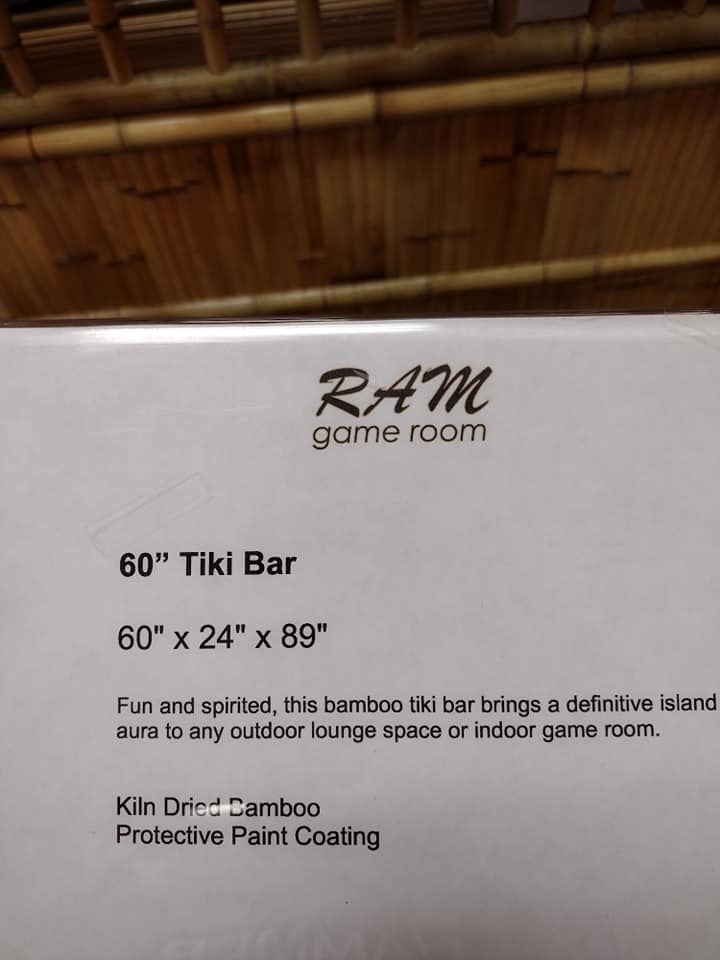 RAM
game room
60” Tiki Bar
60" x 24" x 89"
Fun and spirited, this bamboo tiki bar brings a definitive island
aura to any outdoor lounge space or indoor game room.
Kiln Dried Bamboo
Protective Paint Coating